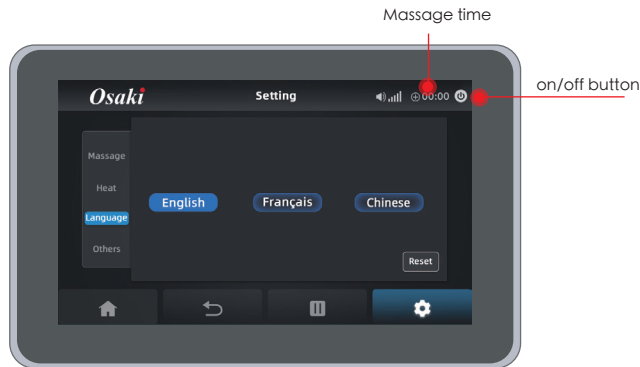 Massage time
on/off button
Osaki Setting 00:00
Massage
Heat
Language
Others
English Français Chinese
Reset